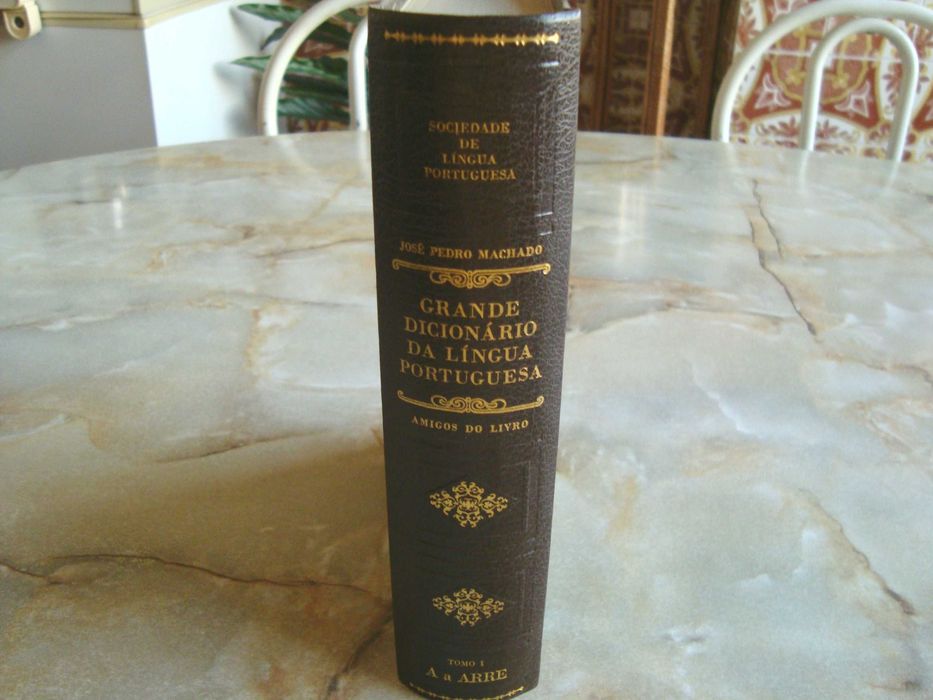 SOCIEDADE
DE
LÍNGUA
PORTUGUESA
JOSÉ PEDRO MACHADO
GRANDE
DICIONÁRIO
DA LÍNGUA
PORTUGUESA
AMIGOS DO LIVRO
TOMO I
A a ARRE